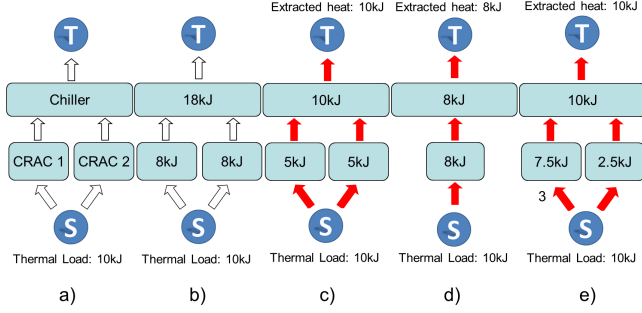 Extracted heat: 10kJ
Extracted heat: 8kJ
Extracted heat: 10kJ
T
T
T
T
T
Chiller
18kJ
10kJ
8kJ
10kJ
CRAC 1
CRAC 2
8kJ
8kJ
5kJ
5kJ
8kJ
7.5kJ
2.5kJ
3
S
S
S
S
S
Thermal Load: 10kJ
Thermal Load: 10kJ
Thermal Load: 10kJ
Thermal Load: 10kJ
Thermal Load: 10kJ
a)
b)
c)
d)
e)